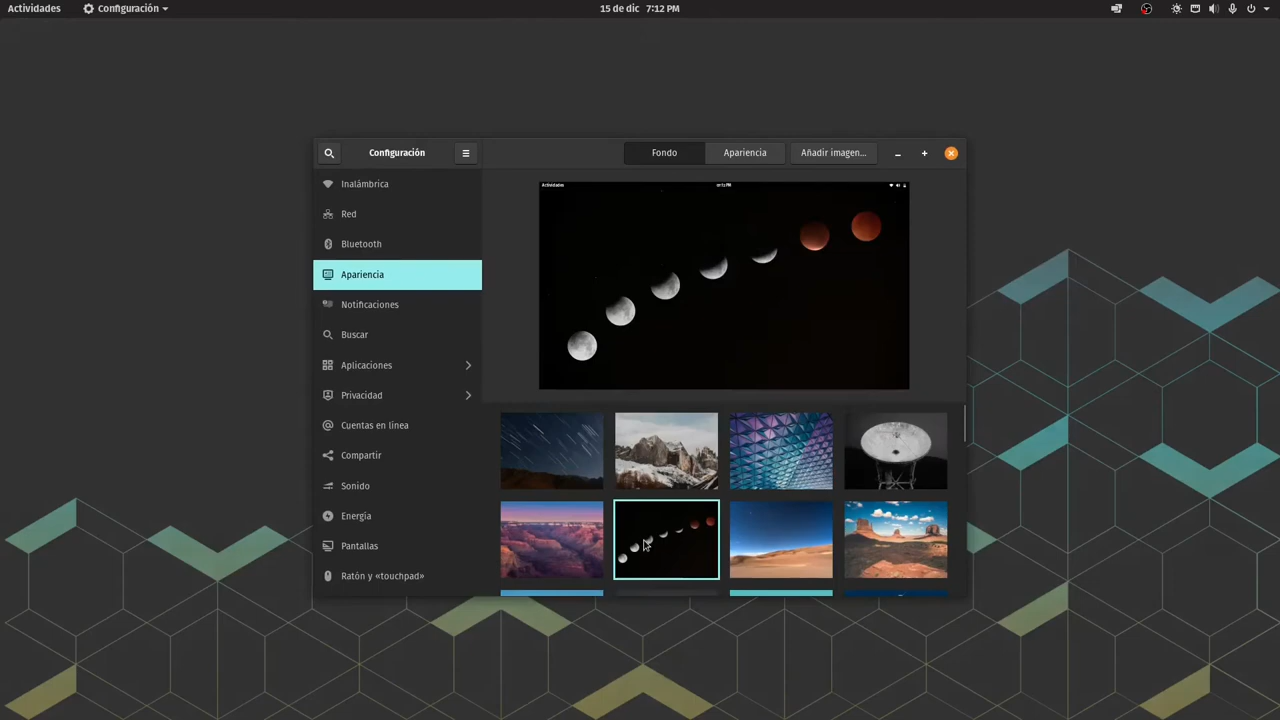 Actividades
Configuración
15 de dic 7:12 PM
Configuración
Fondo
Apariencia
Añadir imagen...
Inalámbrica
Red
Bluetooth
Apariencia
Notificaciones
Buscar
Aplicaciones
Privacidad
Cuentas en línea
Compartir
Sonido
Energía
Pantallas
Ratón y «touchpad»
Actividades